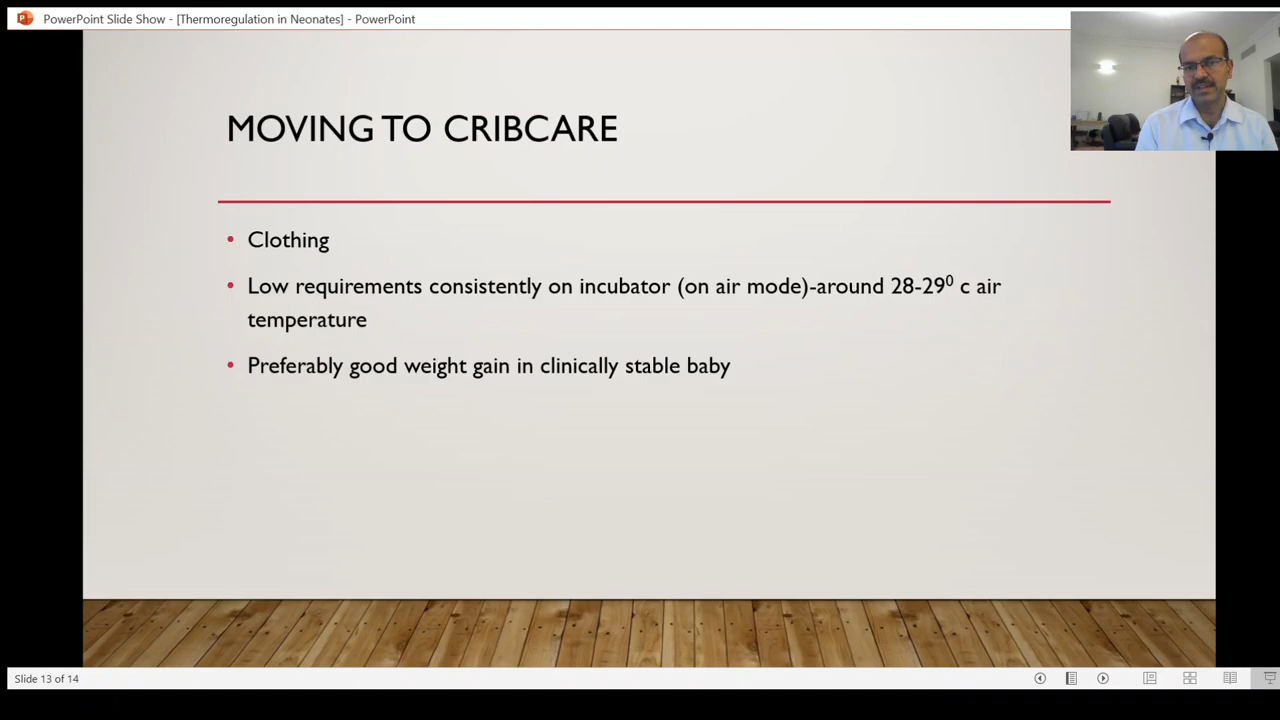 PowerPoint Slide Show - [Thermoregulation in Neonates] - PowerPoint
MOVING TO CRIBCARE
• Clothing
• Low requirements consistently on incubator (on air mode)-around 28-29⁰ c air
temperature
• Preferably good weight gain in clinically stable baby
Slide 13 of 14